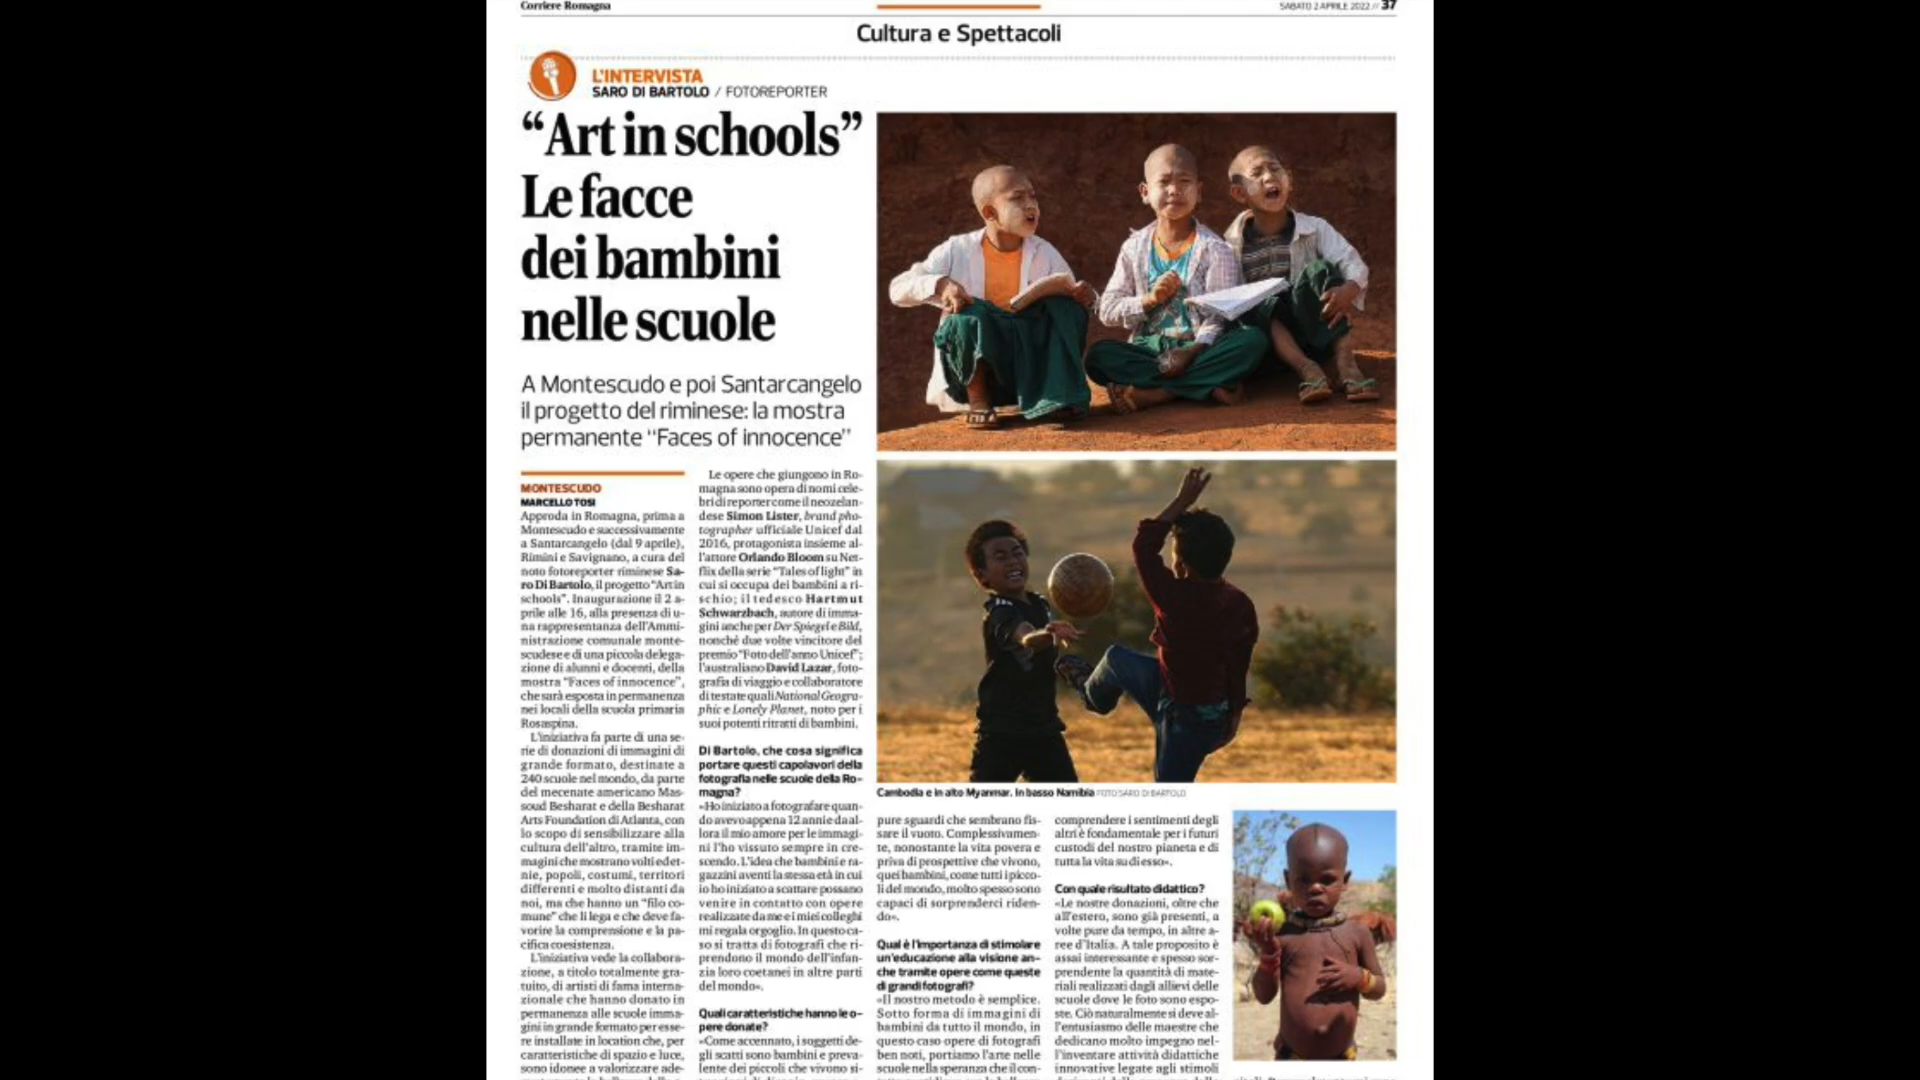 Corriere Romagna
SABATO 2 APRILE 2022 // 37
Cultura e Spettacoli
L'INTERVISTA
SARO DI BARTOLO / FOTOREPORTER
“Art in schools”
Le facce
dei bambini
nelle scuole
A Montescudo e poi Santarcangelo
il progetto del riminese: la mostra
permanente “Faces of innocence”
MONTESCUDO
MARCELLO TOSI
Approda in Romagna, prima a
Montescudo e successivamente
a Santarcangelo (dal 9 aprile),
Rimini e Savignano, a cura del
noto fotoreporter riminese Sa-
ro Di Bartolo, il progetto “Art in
schools”. Inaugurazione il 2 a-
prile alle 16, alla presenza di u-
na rappresentanza dell'Ammi-
nistrazione comunale monte-
scudese e di una piccola delega-
zione di alunni e docenti, della
mostra “Faces of innocence”,
che sarà esposta in permanenza
nei locali della scuola primaria
Rosaspina.
L'iniziativa fa parte di una se-
rie di donazioni di immagini di
grande formato, destinate a
240 scuole nel mondo, da parte
del mecenate americano Mas-
soud Besharat e della Besharat
Arts Foundation di Atlanta, con
lo scopo di sensibilizzare alla
cultura dell'altro, tramite im-
magini che mostrano volti ed et-
nie, popoli, costumi, territori
differenti e molto distanti da
noi, ma che hanno un “filo co-
mune” che li lega e che deve fa-
vorire la comprensione e la pa-
cifica coesistenza.
L'iniziativa vede la collabora-
zione, a titolo totalmente gra-
tuito, di artisti di fama interna-
zionale che hanno donato in
permanenza alle scuole imma-
gini in grande formato per esse-
re installate in location che, per
caratteristiche di spazio e luce,
sono idonee a valorizzare ade-
Le opere che giungono in Ro-
magna sono opera di nomi cele-
bri di reporter come il neozelan-
dese Simon Lister, brand pho-
tographer ufficiale Unicef dal
2016, protagonista insieme al-
l'attore Orlando Bloom su Net-
flix della serie “Tales of light” in
cui si occupa dei bambini a ri-
schio; il tedesco Hartmut
Schwarzbach, autore di imma-
gini anche per Der Spiegel e Bild,
nonché due volte vincitore del
premio “Foto dell'anno Unicef”;
l'australiano David Lazar, foto-
grafia di viaggio e collaboratore
di testate quali National Geogra-
phic e Lonely Planet, noto per i
suoi potenti ritratti di bambini.
Di Bartolo, che cosa significa
portare questi capolavori della
fotografia nelle scuole della Ro-
magna?
«Ho iniziato a fotografare quan-
do avevo appena 12 anni e da al-
lora il mio amore per le immagi-
ni l'ho vissuto sempre in cre-
scendo. L'idea che bambini e ra-
gazzini aventi la stessa età in cui
io ho iniziato a scattare possano
venire in contatto con opere
realizzate da me e i miei colleghi
mi regala orgoglio. In questo ca-
so si tratta di fotografi che ri-
prendono il mondo dell'infan-
zia loro coetanei in altre parti
del mondo».
Quali caratteristiche hanno le o-
pere donate?
«Come accennato, i soggetti de-
gli scatti sono bambini e preva-
lente dei piccoli che vivono si-
Cambodia e in alto Myanmar. In basso Namibia FOTO SARO DI BARTOLO
pure sguardi che sembrano fis-
sare il vuoto. Complessivamen-
te, nonostante la vita povera e
priva di prospettive che vivono,
quei bambini, come tutti i picco-
li del mondo, molto spesso sono
capaci di sorprenderci riden-
do».
Qual è l'importanza di stimolare
un'educazione alla visione an-
che tramite opere come queste
di grandi fotografi?
«Il nostro metodo è semplice.
Sotto forma di immagini di
bambini da tutto il mondo, in
questo caso opere di fotografi
ben noti, portiamo l'arte nelle
scuole nella speranza che il con-
comprendere i sentimenti degli
altri è fondamentale per i futuri
custodi del nostro pianeta e di
tutta la vita su di esso».
Con quale risultato didattico?
«Le nostre donazioni, oltre che
all'estero, sono già presenti, a
volte pure da tempo, in altre a-
ree d'Italia. A tale proposito è
assai interessante e spesso sor-
prendente la quantità di mate-
riali realizzati dagli allievi delle
scuole dove le foto sono espo-
ste. Ciò naturalmente si deve al-
l'entusiasmo delle maestre che
dedicano molto impegno nel-
l'inventare attività didattiche
innovative legate agli stimoli